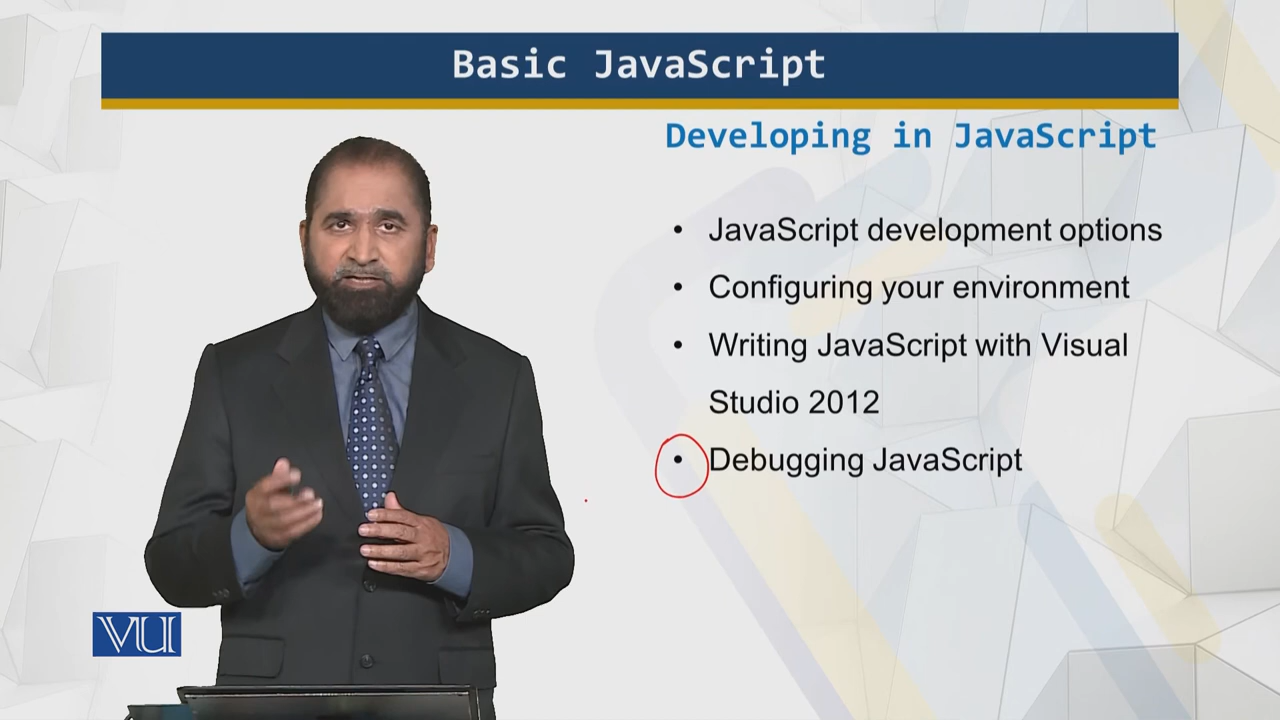 Basic JavaScript
Developing in JavaScript
• JavaScript development options
• Configuring your environment
• Writing JavaScript with Visual
Studio 2012
• Debugging JavaScript
VU